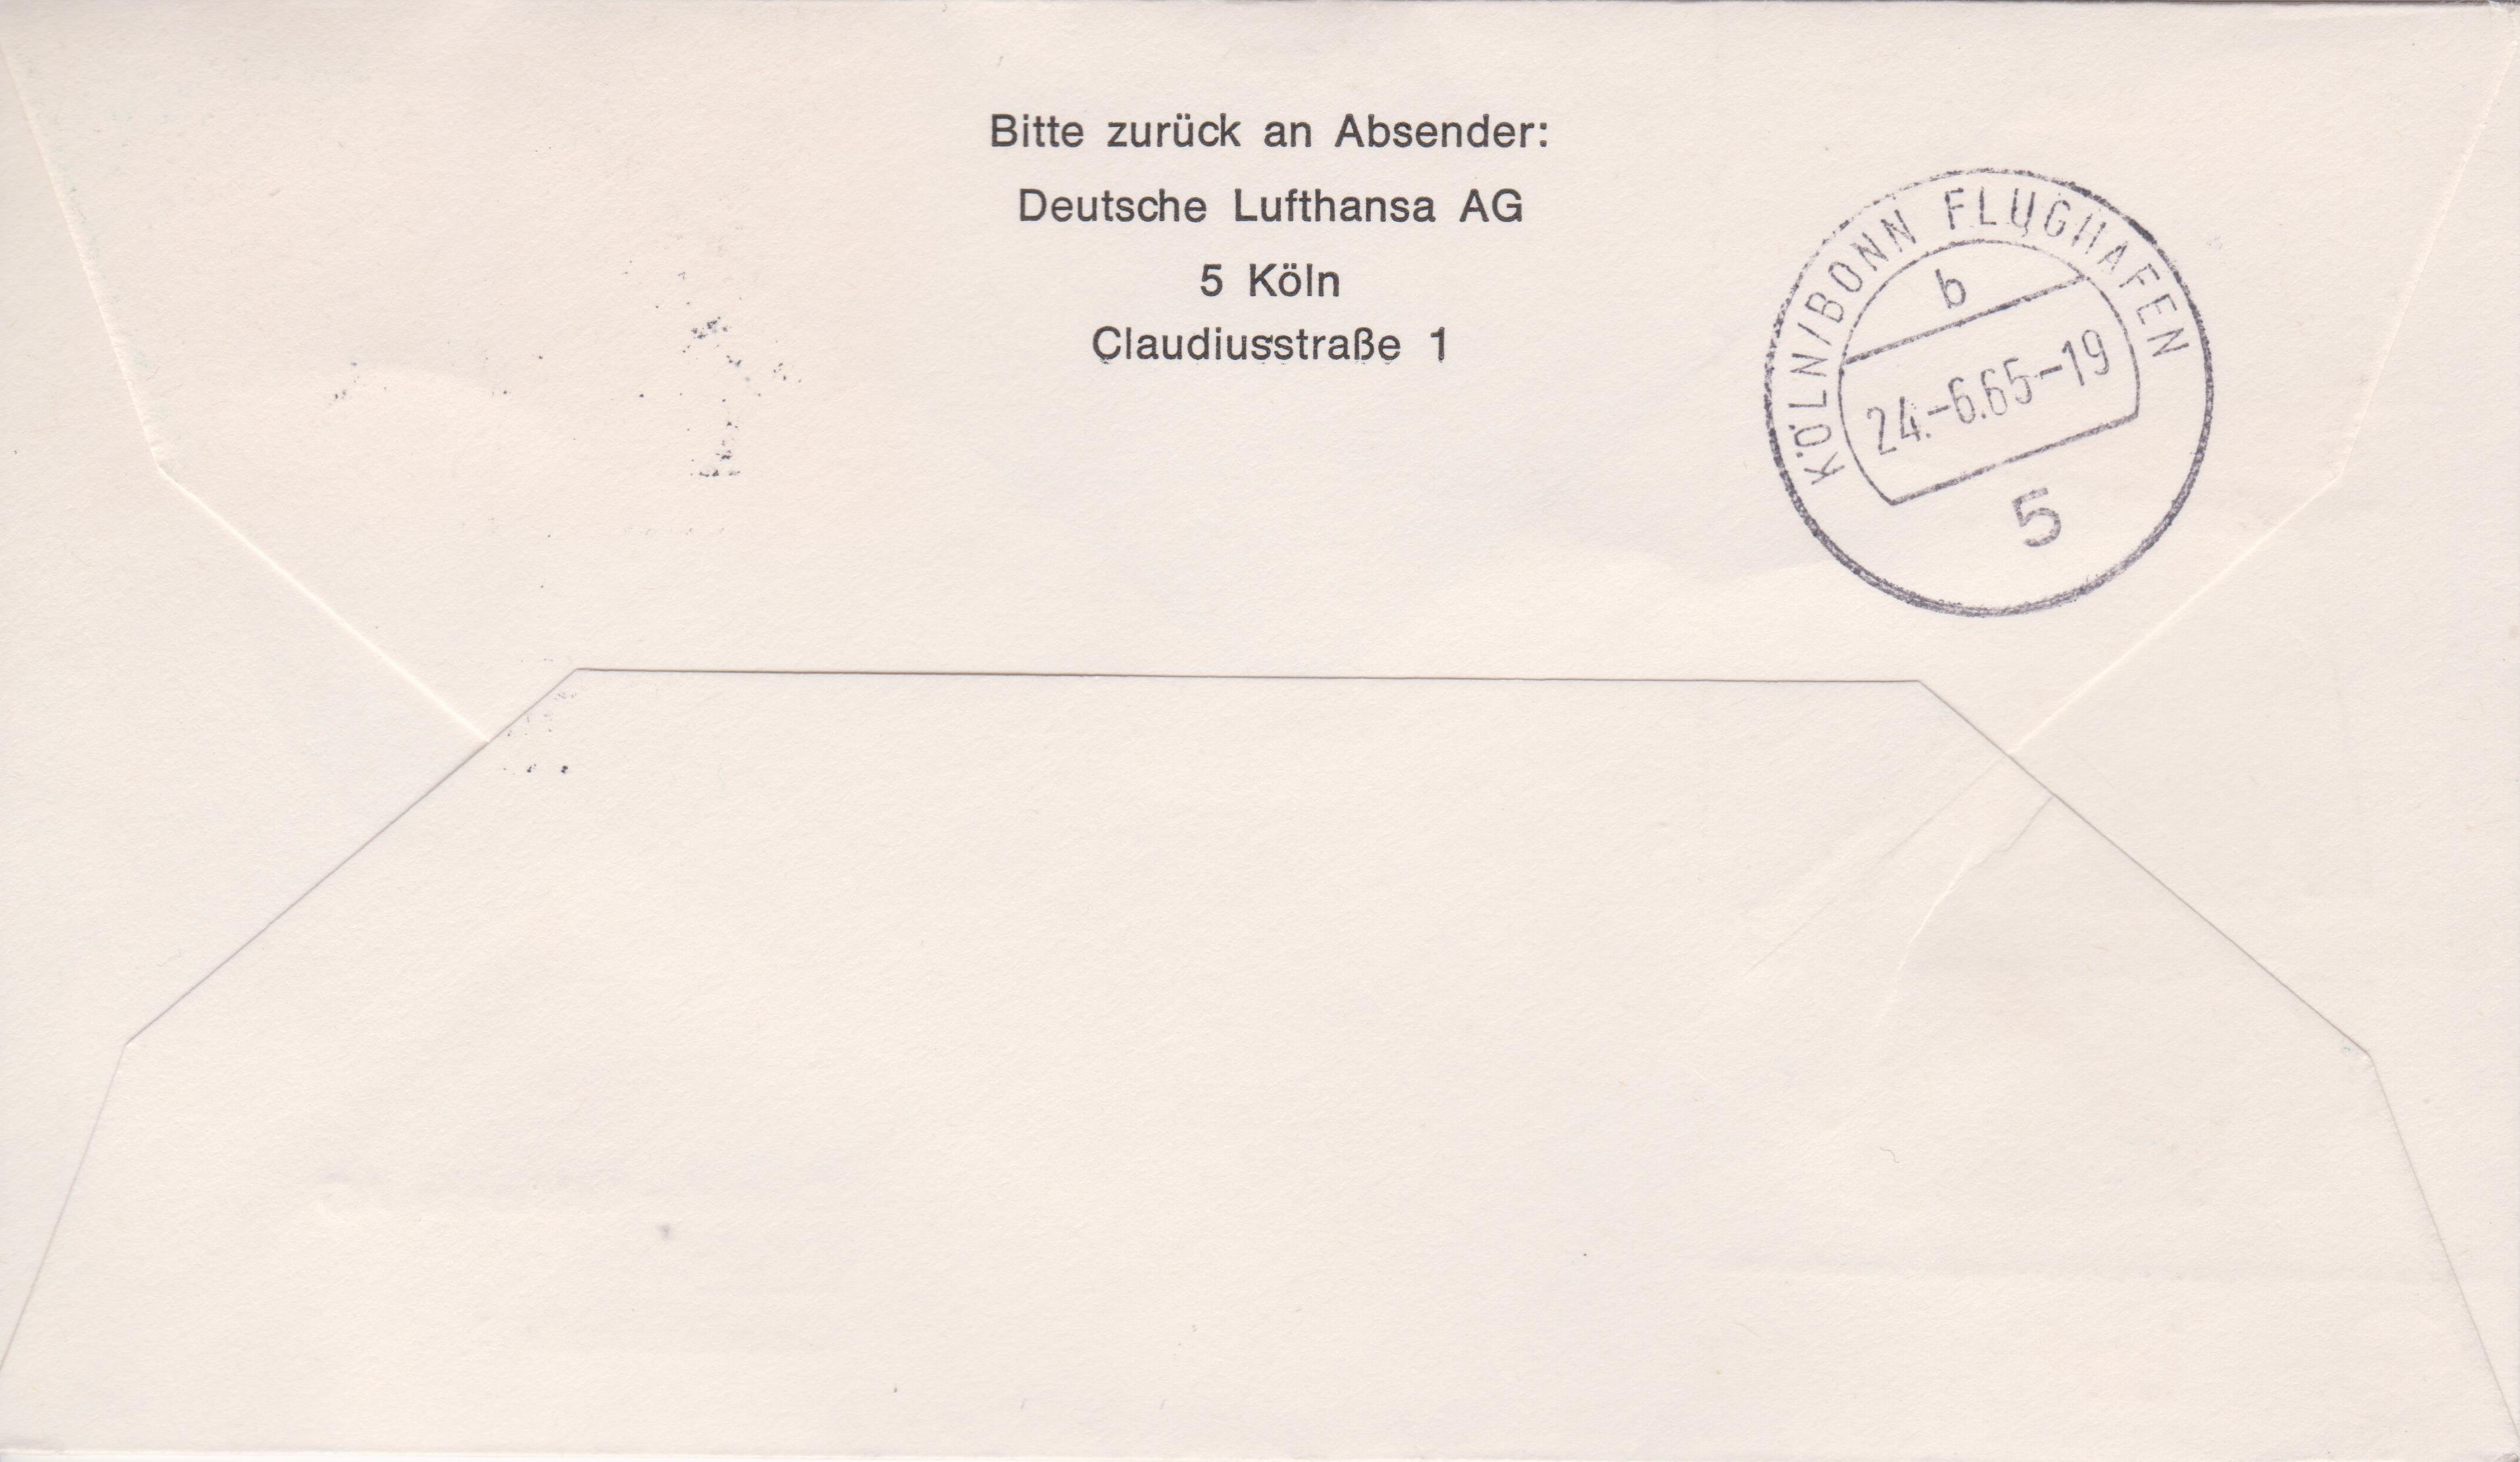 Bitte zurück an Absender:
Deutsche Lufthansa AG
5 Köln
Claudiusstraße 1
KÖLN/BONN FLUGHAFEN
b
24.-6.65-19
5